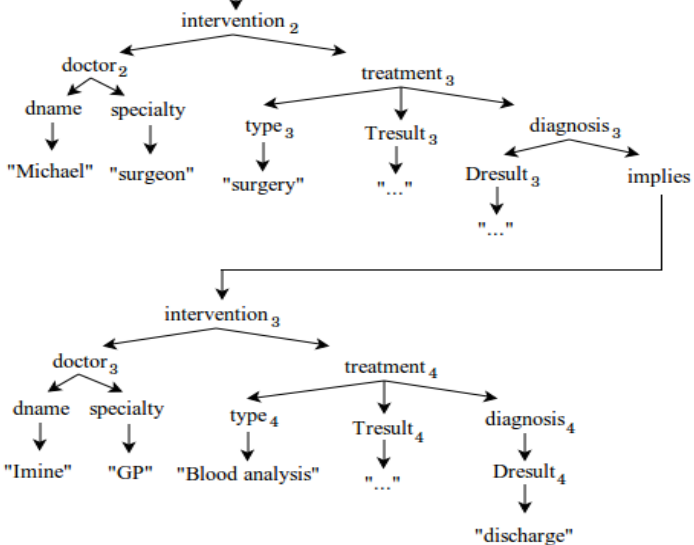 intervention 2
doctor 2
treatment 3
dname specialty
type 3 Tresult 3 diagnosis 3
"Michael" "surgeon"
"surgery" "..." Dresult 3 implies
"..."
intervention 3
doctor 3
treatment 4
dname specialty
type 4 Tresult 4 diagnosis 4
"Imine" "GP" "Blood analysis" "..." Dresult 4
"discharge"